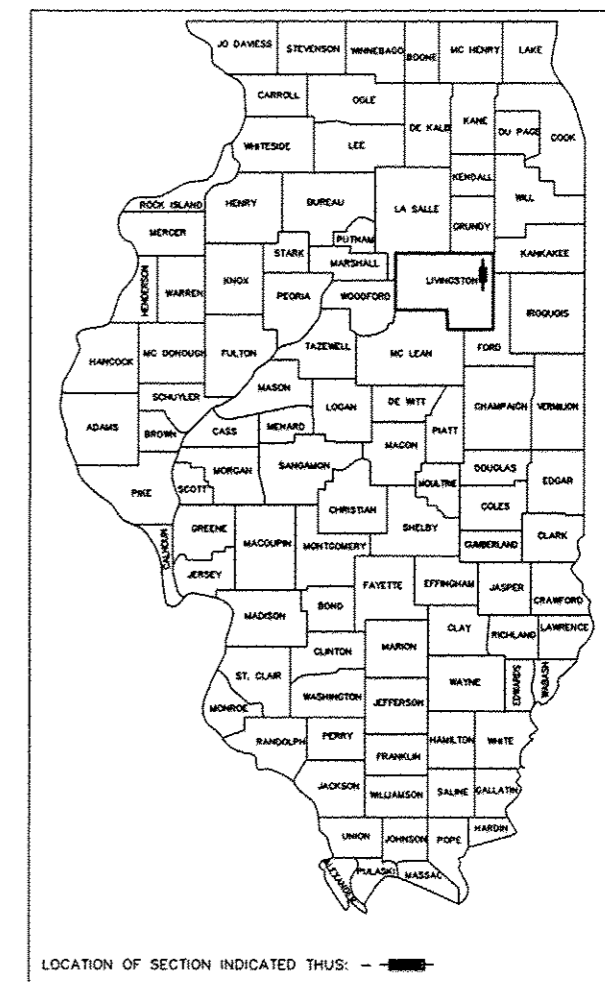 JO DAVIESS STEVENSON WINNEBAGO BOONE MC HENRY LAKE
CARROLL OGLE DE KALB KANE DU PAGE COOK
WHITESIDE LEE
KENDALL WILL
ROCK ISLAND HENRY BUREAU LA SALLE GRUNDY
MERCER PUTNAM
STARK MARSHALL KANKAKEE
HENDERSON WARREN KNOX PEORIA WOODFORD LIVINGSTON IROQUOIS
HANCOCK MC DONOUGH FULTON TAZEWELL MC LEAN FORD
SCHUYLER MASON LOGAN DE WITT CHAMPAIGN VERMILION
ADAMS BROWN CASS MENARD MACON PIATT
PIKE SCOTT MORGAN SANGAMON CHRISTIAN MOULTRIE DOUGLAS EDGAR
COLES
CALHOUN GREENE MACOUPIN MONTGOMERY SHELBY CUMBERLAND CLARK
JERSEY FAYETTE EFFINGHAM JASPER CRAWFORD
MADISON BOND CLAY RICHLAND LAWRENCE
CLINTON MARION
ST. CLAIR WASHINGTON WAYNE EDWARDS WABASH
MONROE JEFFERSON
RANDOLPH PERRY HAMILTON WHITE
FRANKLIN
JACKSON WILLIAMSON SALINE GALLATIN
UNION JOHNSON POPE HARDIN
ALEXANDER PULASKI MASSAC
LOCATION OF SECTION INDICATED THUS: